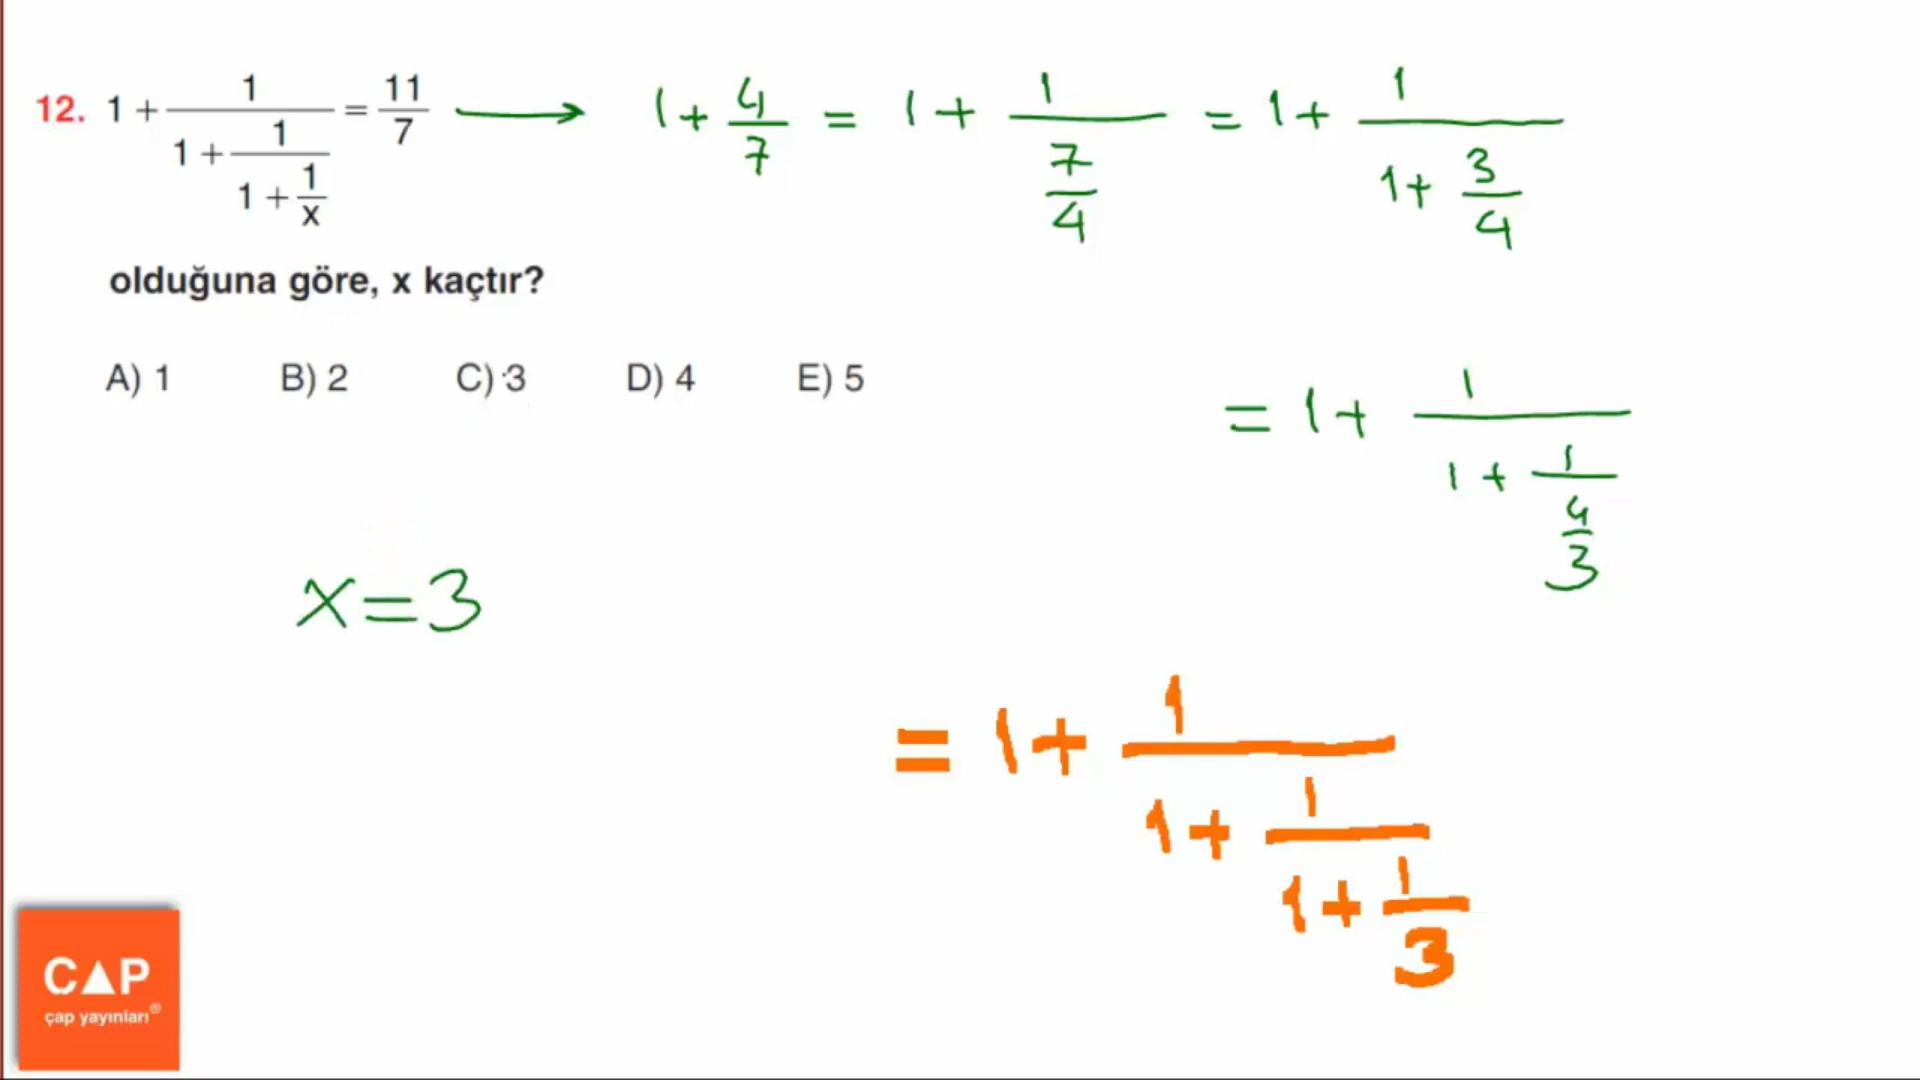 12. 1 + 1/(1 + 1/(1 + 1/x)) = 11/7 → 1 + 4/7 = 1 + 1/(7/4) = 1 + 1/(1 + 3/4)
olduğuna göre, x kaçtır?
A) 1 B) 2 C) 3 D) 4 E) 5
= 1 + 1/(1 + 1/(4/3))
x = 3
= 1 + 1/(1 + 1/(1 + 1/3))
CAP
çap yayınları®